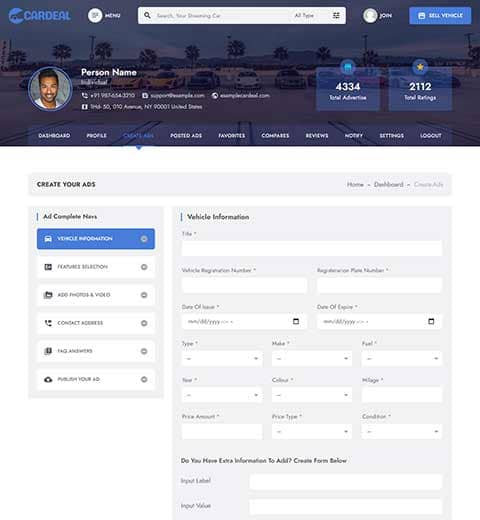 CARDEAL
MENU
Search, Your Dreaming Car...
All Type
JOIN
SELL VEHICLE
Person Name
Individual
+91 987-654-3210
support@example.com
examplecardeal.com
1Hd- 50, 010 Avenue, NY 90001 United States
4334
Total Advertise
2112
Total Ratings
DASHBOARD
PROFILE
CREATE ADS
POSTED ADS
FAVORITES
COMPARES
REVIEWS
NOTIFY
SETTINGS
LOGOUT
CREATE YOUR ADS
Home - Dashboard - Create Ads
Ad Complete Navs
VEHICLE INFORMATION
FEATURES SELECTION
ADD PHOTOS & VIDEO
CONTACT ADDRESS
FAQ ANSWERS
PUBLISH YOUR AD
Vehicle Information
Title *
Vehicle Registration Number *
Date Of Issue *
mm/dd/yyyy --:-- -
Date Of Expire *
mm/dd/yyyy --:-- -
Type *
Make *
Fuel *
Year *
Colour *
Milage *
Price Amount *
Price Type *
Condition *
Do You Have Extra Information To Add? Create Form Below
Input Label
Input Value